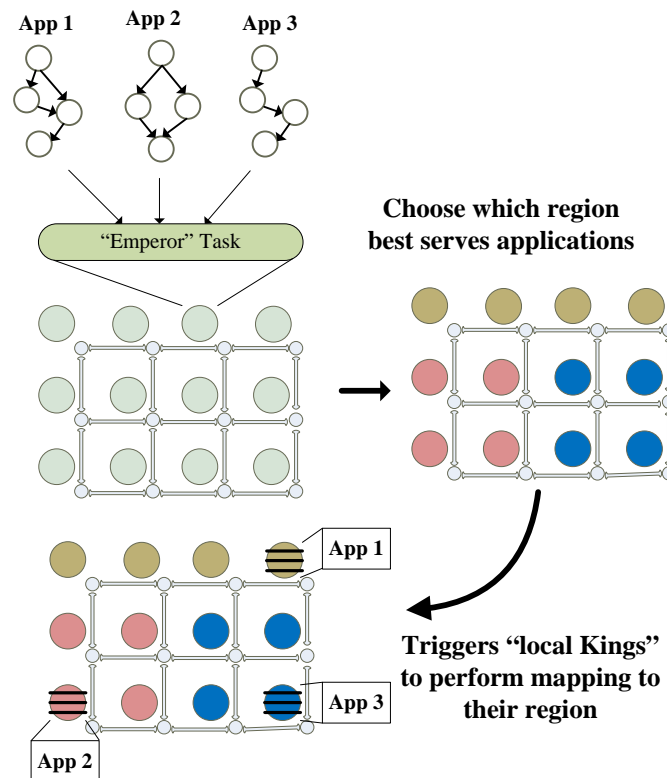 App 1
App 2
App 3
“Emperor” Task
Choose which region
best serves applications
App 1
Triggers “local Kings”
to perform mapping to
their region
App 3
App 2